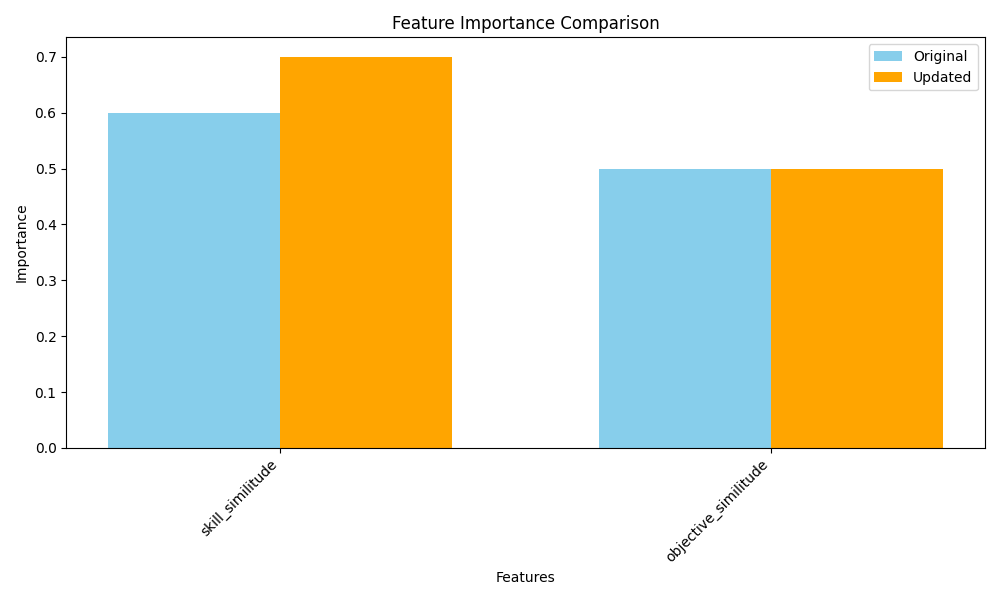 Feature Importance Comparison
Original
Updated
Importance
0.7
0.6
0.5
0.4
0.3
0.2
0.1
0.0
skill_similitude
objective_similitude
Features